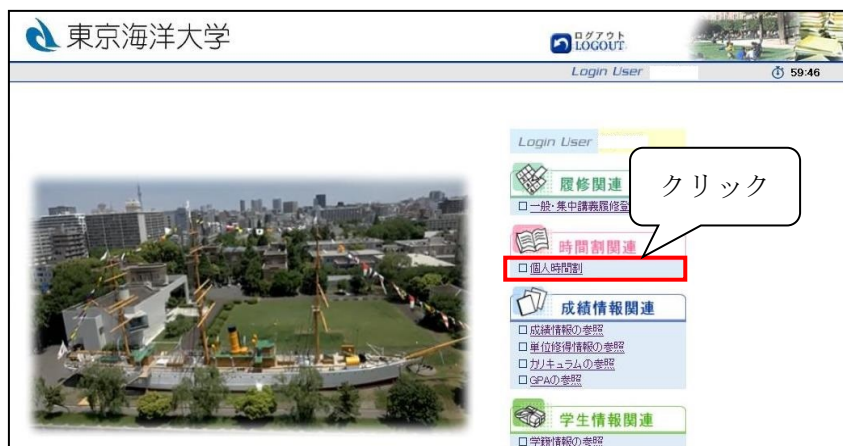 東京海洋大学
ログアウト
LOGOUT
Login User
59:46
Login User
履修関連
一般・集中講義履修登
クリック
時間割関連
個人時間割
成績情報関連
成績情報の参照
単位修得情報の参照
カリキュラムの参照
GPAの参照
学生情報関連
学籍情報の参照